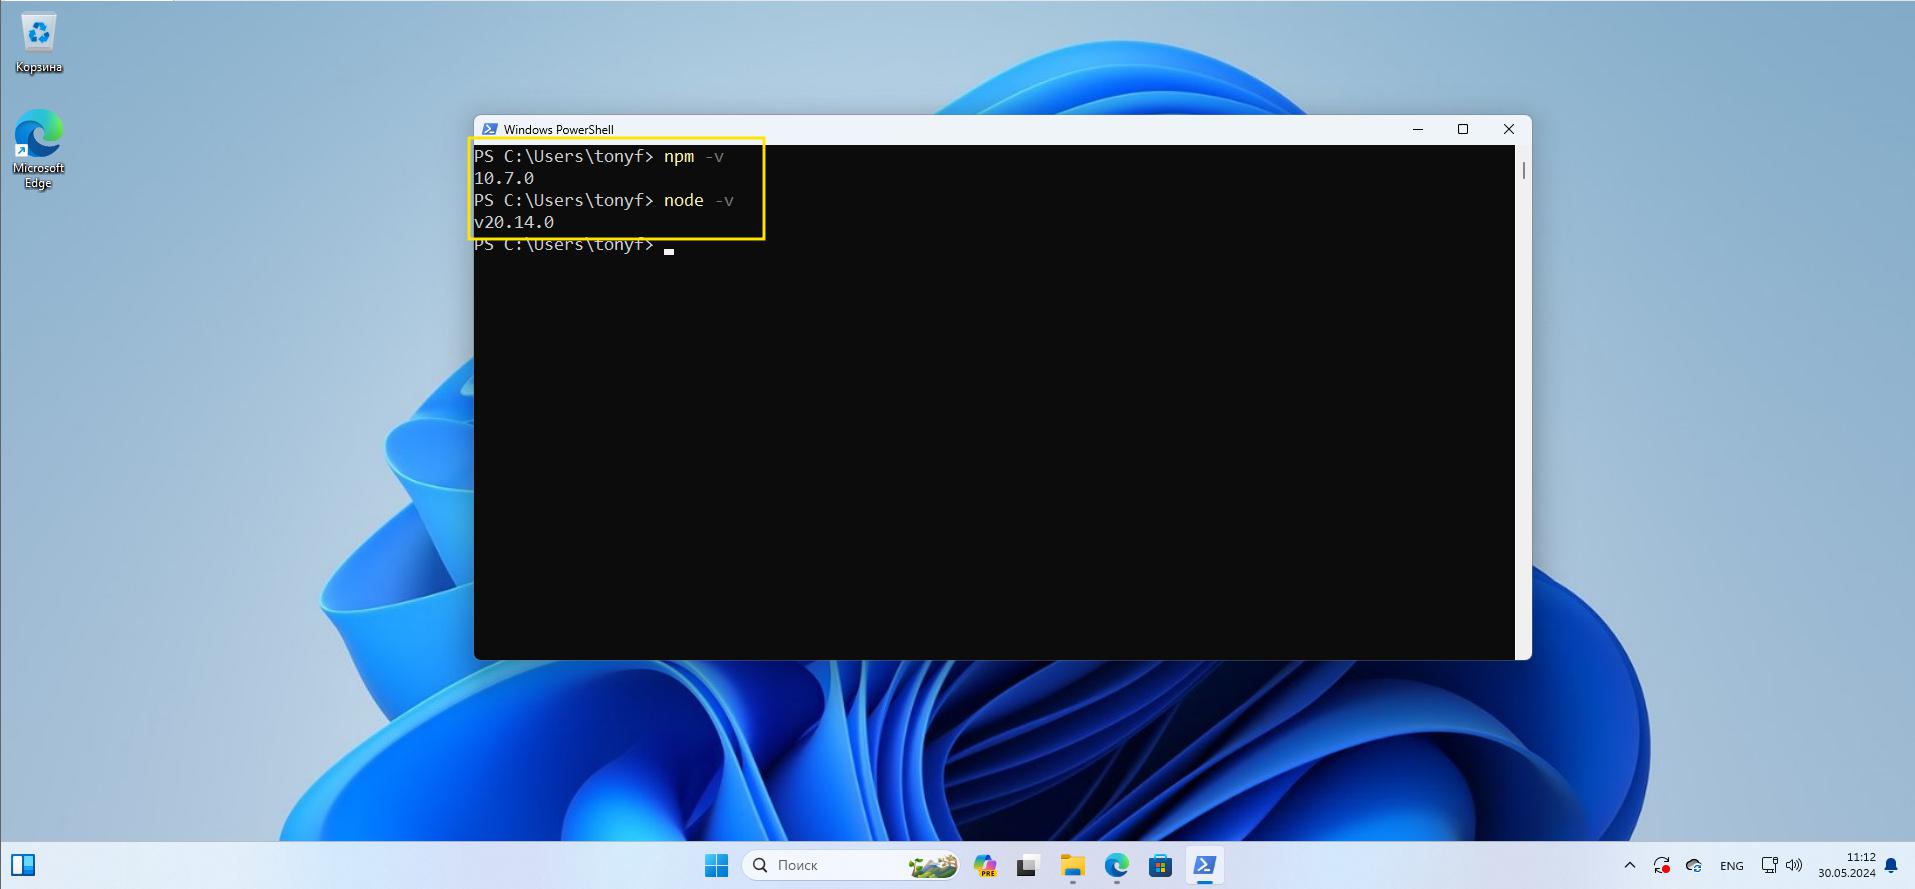 Корзина
Microsoft
Edge
Windows PowerShell
PS C:\Users\tonyf> npm -v
10.7.0
PS C:\Users\tonyf> node -v
v20.14.0
PS C:\Users\tonyf>
Поиск
PRE
ENG
11:12
30.05.2024